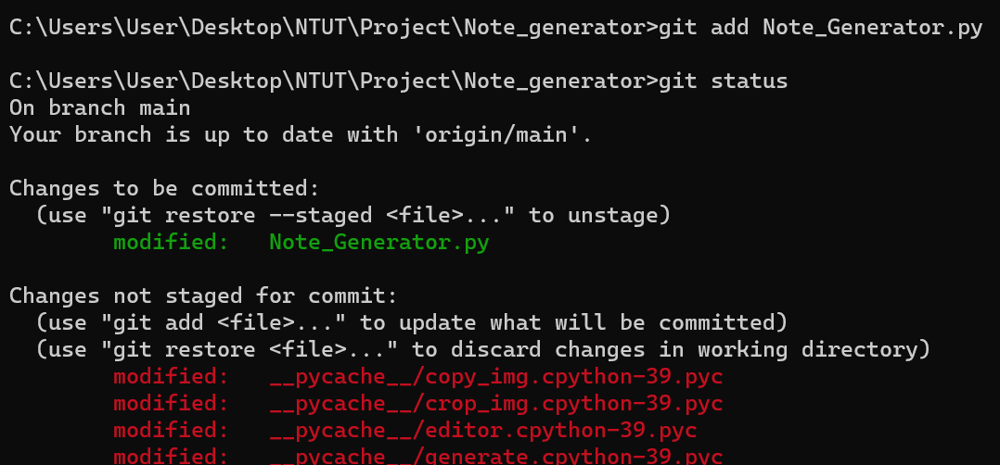 C:\Users\User\Desktop\NTUT\Project\Note_generator>git add Note_Generator.py
C:\Users\User\Desktop\NTUT\Project\Note_generator>git status
On branch main
Your branch is up to date with 'origin/main'.
Changes to be committed:
  (use "git restore --staged <file>..." to unstage)
        modified:   Note_Generator.py
Changes not staged for commit:
  (use "git add <file>..." to update what will be committed)
  (use "git restore <file>..." to discard changes in working directory)
        modified:   __pycache__/copy_img.cpython-39.pyc
        modified:   __pycache__/crop_img.cpython-39.pyc
        modified:   __pycache__/editor.cpython-39.pyc
        modified:   __pycache__/generate.cpython-39.pyc